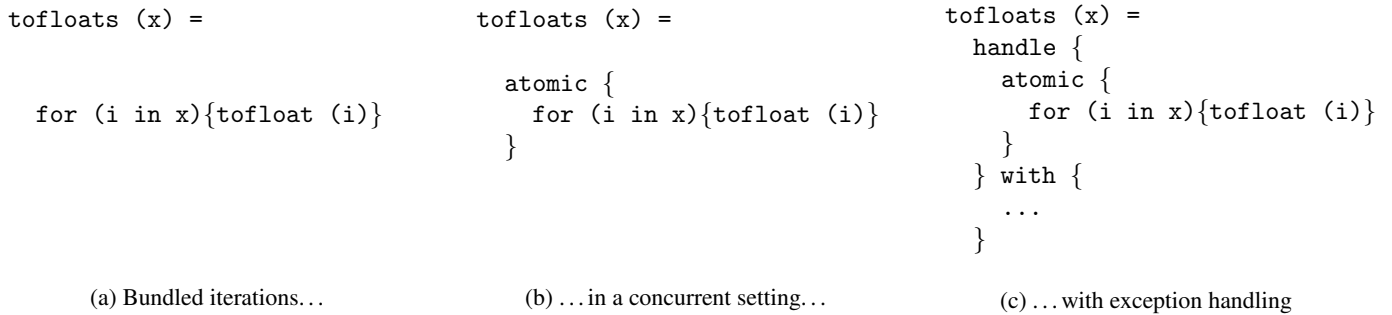 tofloats (x) =
for (i in x){tofloat (i)}
(a) Bundled iterations...
tofloats (x) =
atomic {
for (i in x){tofloat (i)}
}
(b) ...in a concurrent setting...
tofloats (x) =
handle {
atomic {
for (i in x){tofloat (i)}
}
} with {
...
}
(c) ...with exception handling